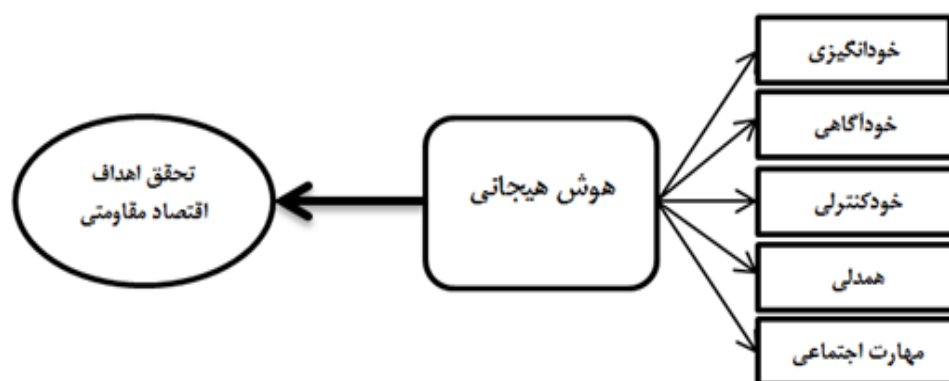 خودانگیزی
خودآگاهی
خودکنترلی
همدلی
مهارت اجتماعی
هوش هیجانی
تحقق اهداف
اقتصاد مقاومتی